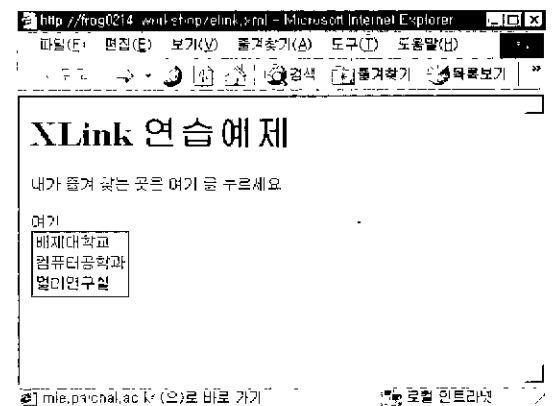 http://frog0214 workshop/elink.xml - Microsoft Internet Explorer
파일(F) 편집(E) 보기(V) 즐겨찾기(A) 도구(T) 도움말(H)
검색 즐겨찾기 목록보기 »
XLink 연습예제
내가 즐겨 찾는 곳은 여기 를 누르세요
여기
배재대학교
컴퓨터공학과
멀미연구실
(으)로 바로 가기 로컬 인트라넷